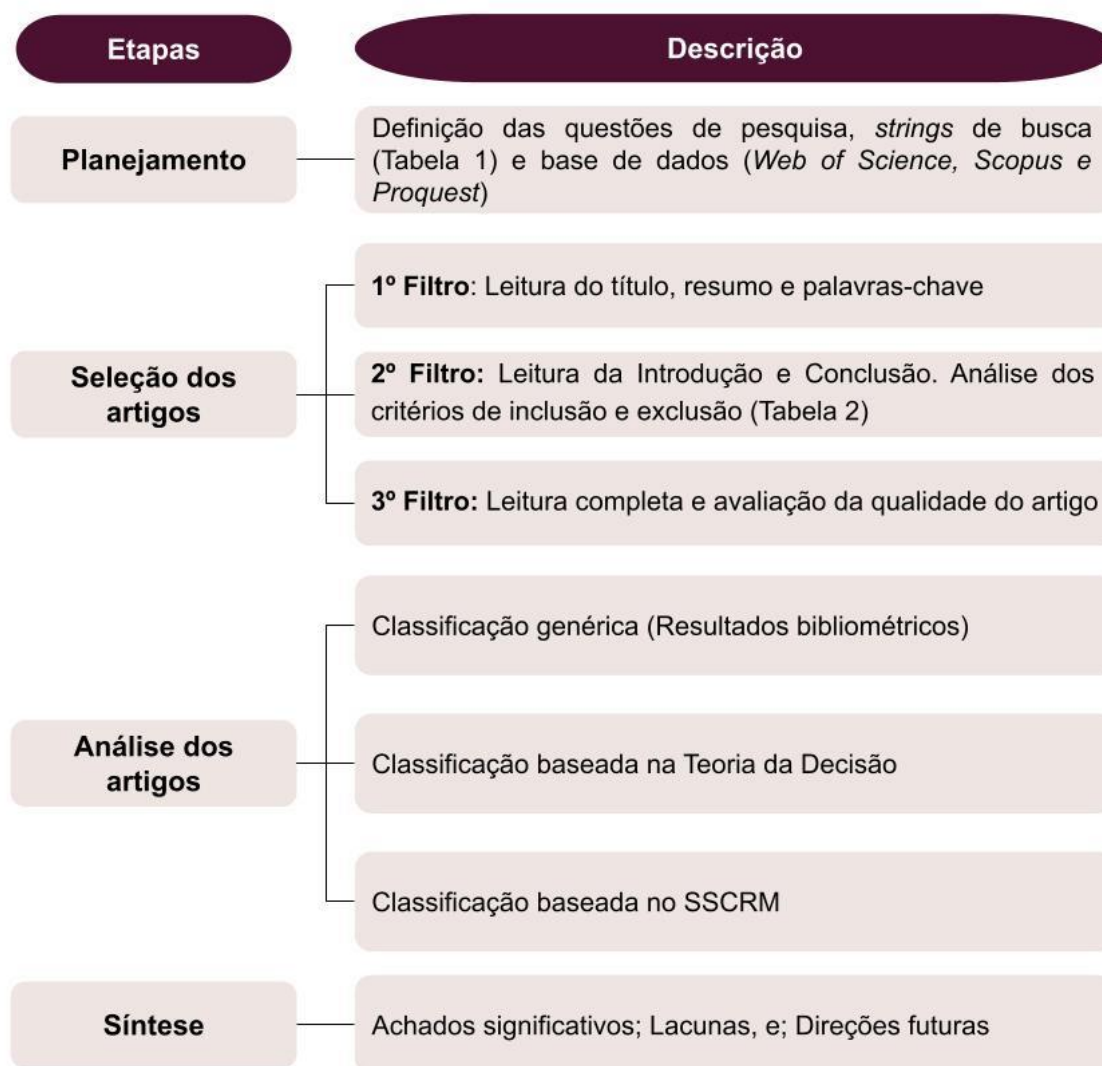 Etapas
Descrição
Planejamento
Definição das questões de pesquisa, strings de busca
(Tabela 1) e base de dados (Web of Science, Scopus e
Proquest)
Seleção dos
artigos
1º Filtro: Leitura do título, resumo e palavras-chave
2º Filtro: Leitura da Introdução e Conclusão. Análise dos
critérios de inclusão e exclusão (Tabela 2)
3º Filtro: Leitura completa e avaliação da qualidade do artigo
Análise dos
artigos
Classificação genérica (Resultados bibliométricos)
Classificação baseada na Teoria da Decisão
Classificação baseada no SSCRM
Síntese
Achados significativos; Lacunas, e; Direções futuras